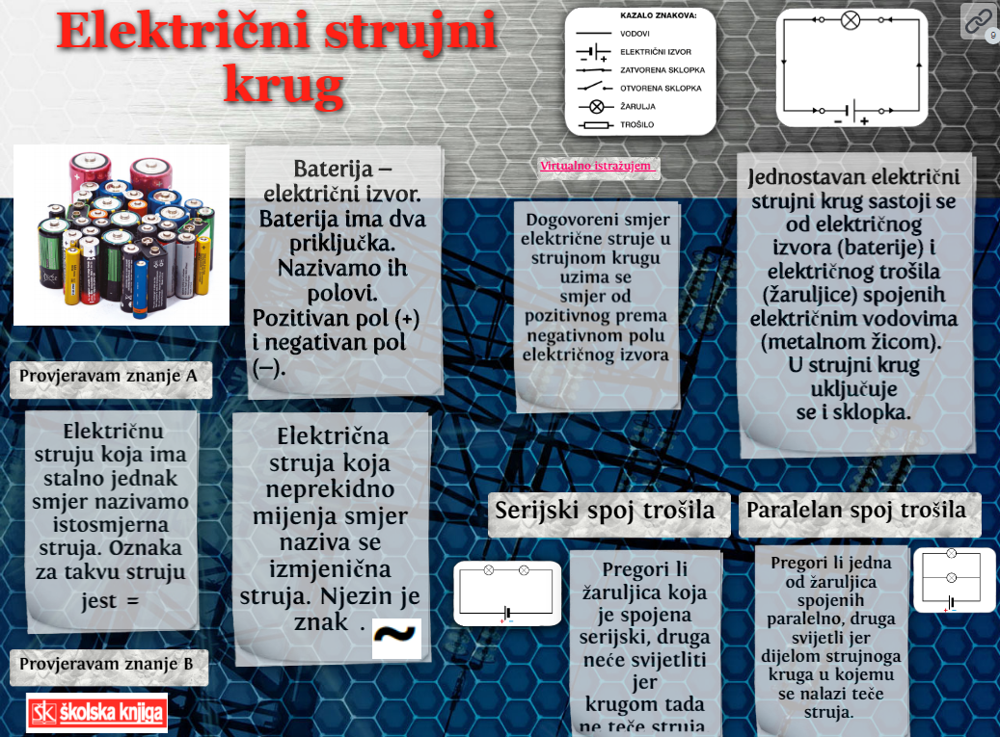 Električni strujni
krug
KAZALO ZNAKOVA:
VODOVI
ELEKTRIČNI IZVOR
ZATVORENA SKLOPKA
OTVORENA SKLOPKA
ŽARULJA
TROŠILO
– +
– +
9
Baterija –
električni izvor.
Baterija ima dva
priključka.
Nazivamo ih
polovi.
Pozitivan pol (+)
i negativan pol
(–).
Virtualno istražujem
Dogovoreni smjer
električne struje u
strujnom krugu
uzima se
smjer od
pozitivnog prema
negativnom polu
električnog izvora
Jednostavan električni
strujni krug sastoji se
od električnog
izvora (baterije) i
električnog trošila
(žaruljice) spojenih
električnim vodovima
(metalnom žicom).
U strujni krug
uključuje
se i sklopka.
Provjeravam znanje A
Električnu
struju koja ima
stalno jednak
smjer nazivamo
istosmjerna
struja. Oznaka
za takvu struju
jest =
Električna
struja koja
neprekidno
mijenja smjer
naziva se
izmjenična
struja. Njezin je
znak .
~
Serijski spoj trošila
+ –
Pregori li
žaruljica koja
je spojena
serijski, druga
neće svijetliti
jer
krugom tada
ne teče struja.
Paralelan spoj trošila
Pregori li jedna
od žaruljica
spojenih
paralelno, druga
svijetli jer
dijelom strujnoga
kruga u kojemu
se nalazi teče
struja.
+ –
Provjeravam znanje B
SK školska knjiga